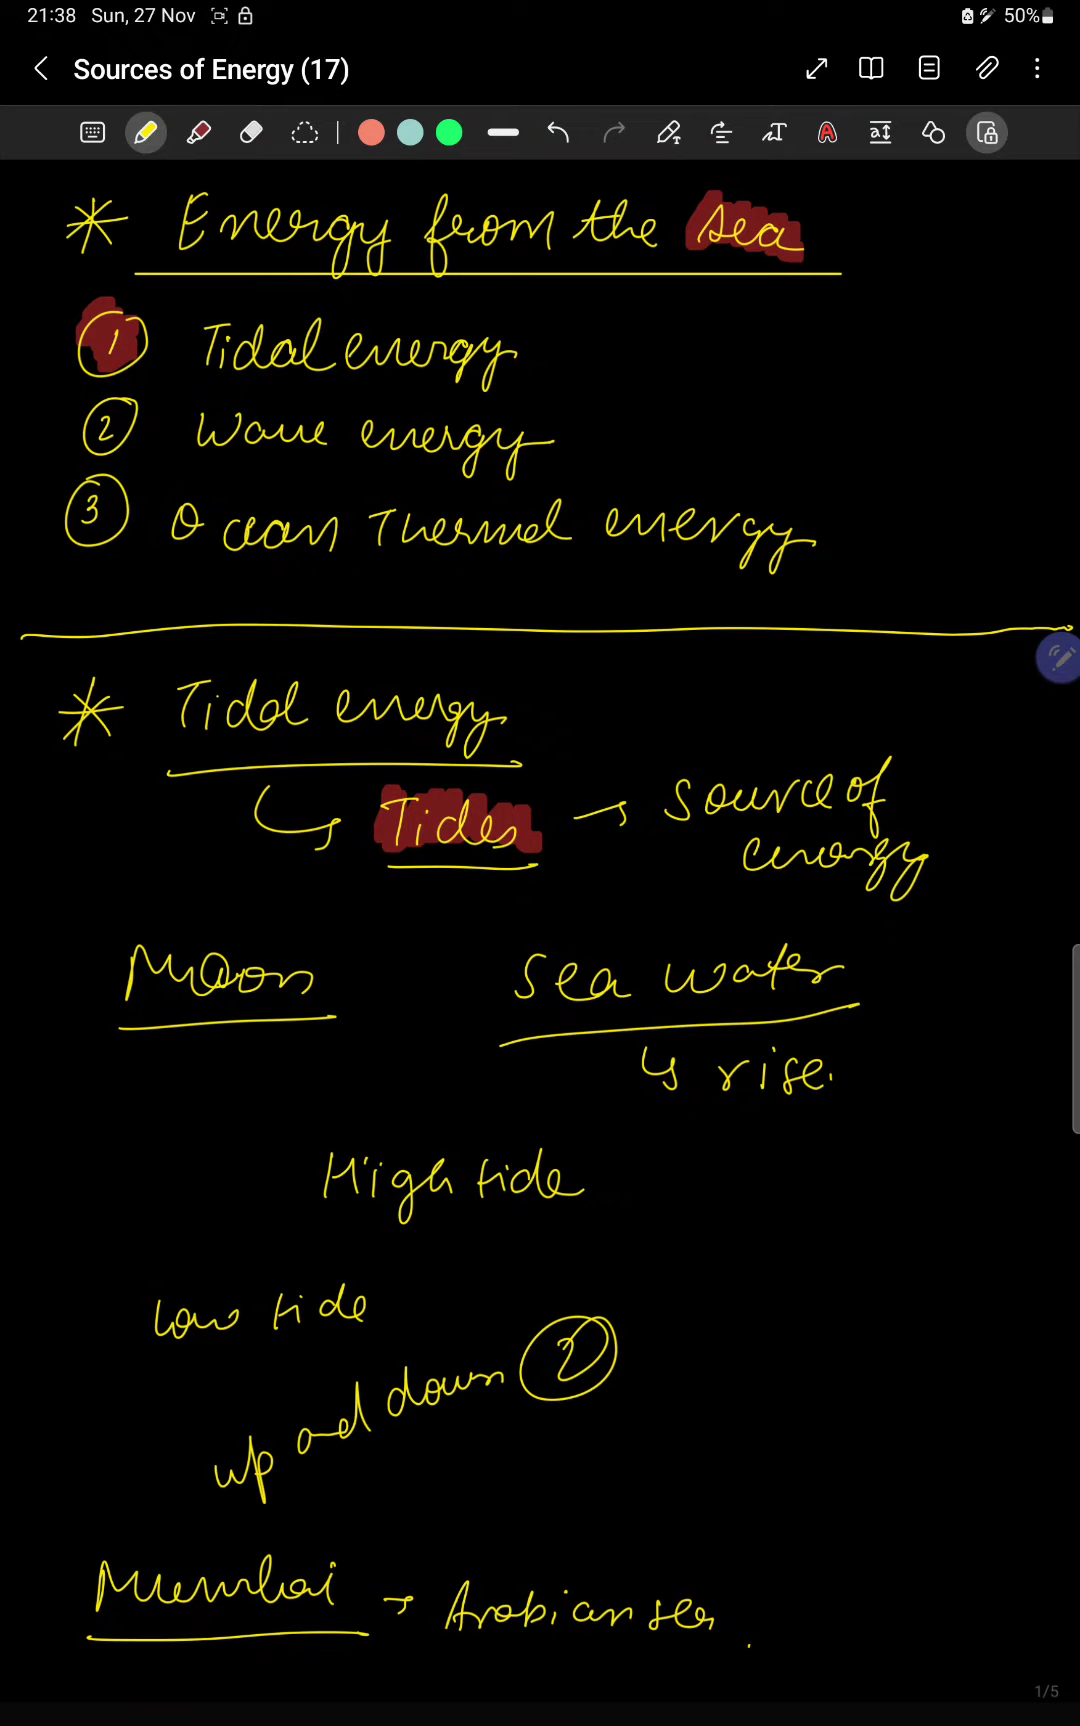 21:38 Sun, 27 Nov 50%
Sources of Energy (17)
* Energy from the sea
1 Tidal energy
2 Wave energy
3 Ocean Thermal energy
* Tidal energy
↳ Tides → source of
energy
Moon sea water
↳ rise.
High tide
Low tide
up and down 2
Mumbai → Arabian sea
1/5